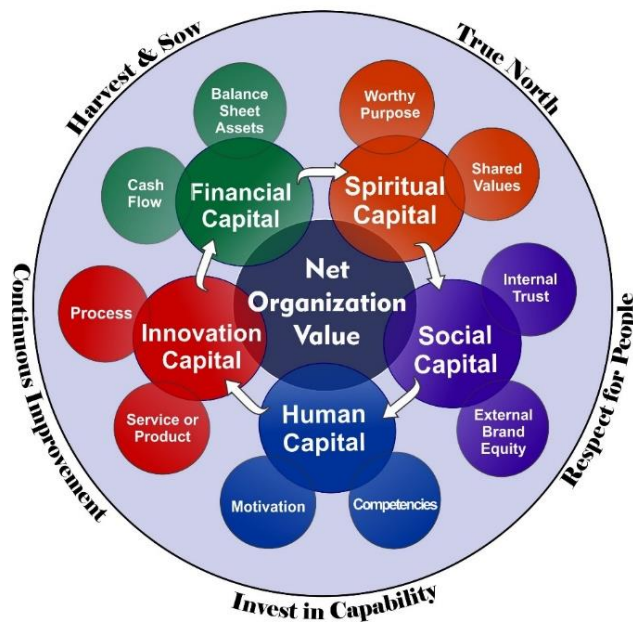 Harvest & Sow
True North
Respect for People
Invest in Capability
Continuous Improvement
Balance
Sheet
Assets
Cash
Flow
Financial
Capital
Worthy
Purpose
Shared
Values
Spiritual
Capital
Internal
Trust
External
Brand
Equity
Social
Capital
Human
Capital
Motivation
Competencies
Process
Service or
Product
Innovation
Capital
Net
Organization
Value